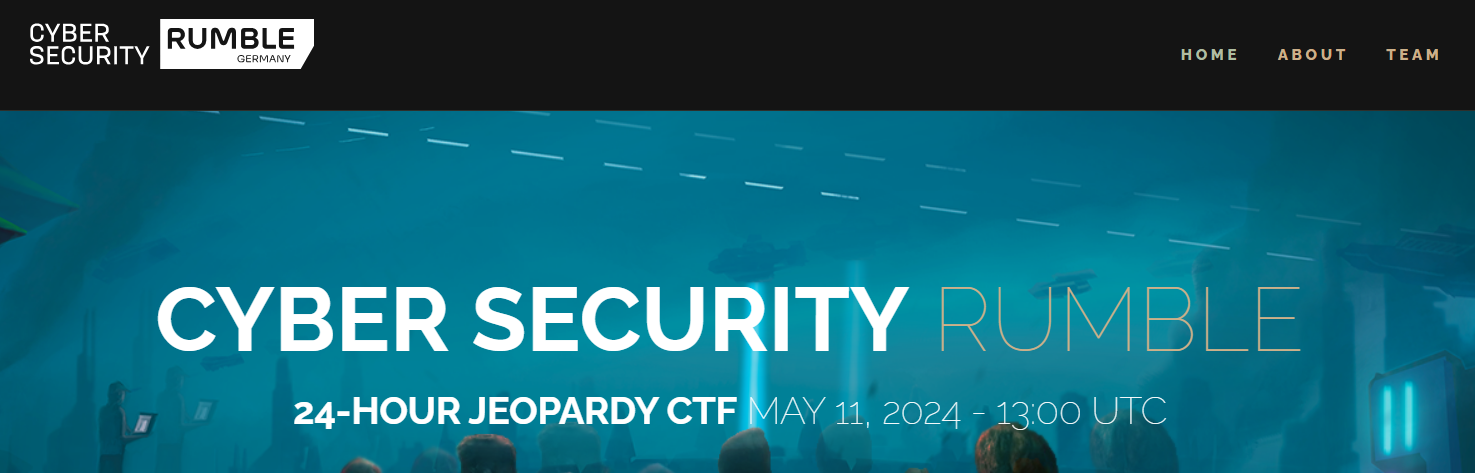 CYBER
SECURITY
RUMBLE
GERMANY
HOME ABOUT TEAM
CYBER SECURITY RUMBLE
24-HOUR JEOPARDY CTF MAY 11, 2024 - 13:00 UTC